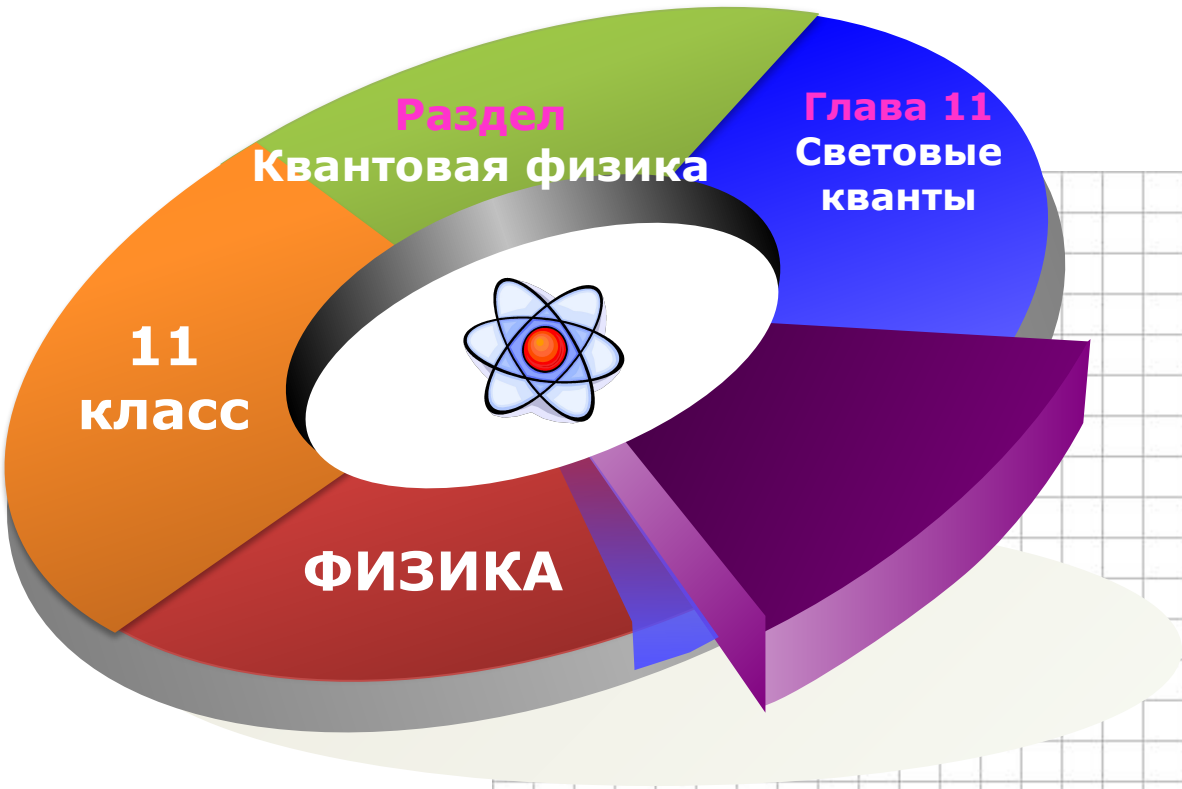 Раздел
Квантовая физика
Глава 11
Световые
кванты
11
класс
ФИЗИКА